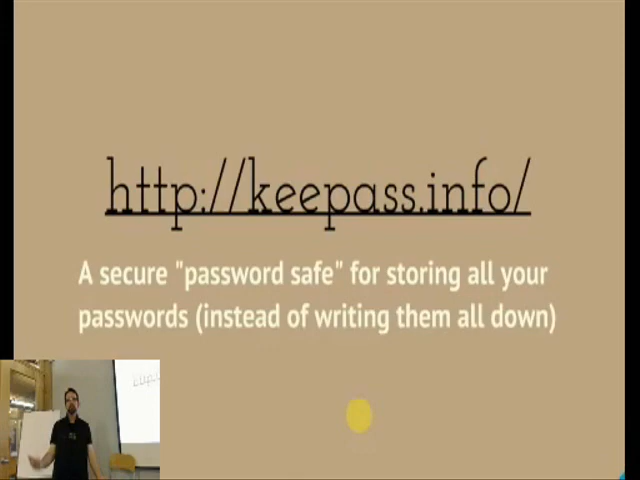 http://keepass.info/
A secure "password safe" for storing all your
passwords (instead of writing them all down)